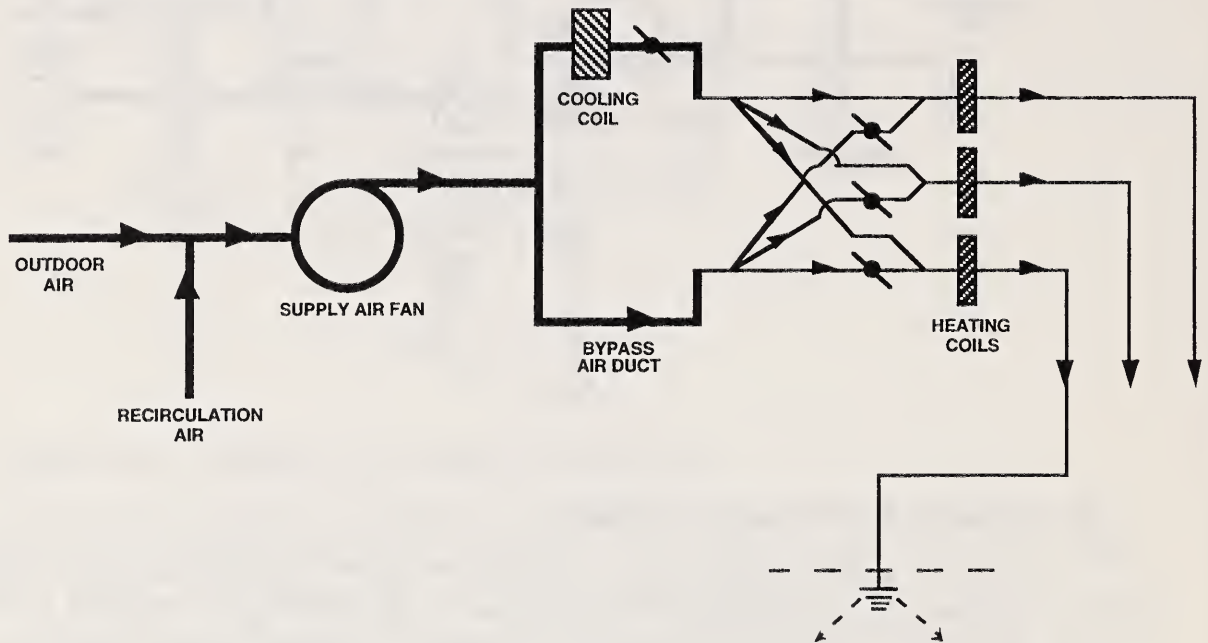 COOLING
COIL
OUTDOOR
AIR
SUPPLY AIR FAN
BYPASS
AIR DUCT
HEATING
COILS
RECIRCULATION
AIR